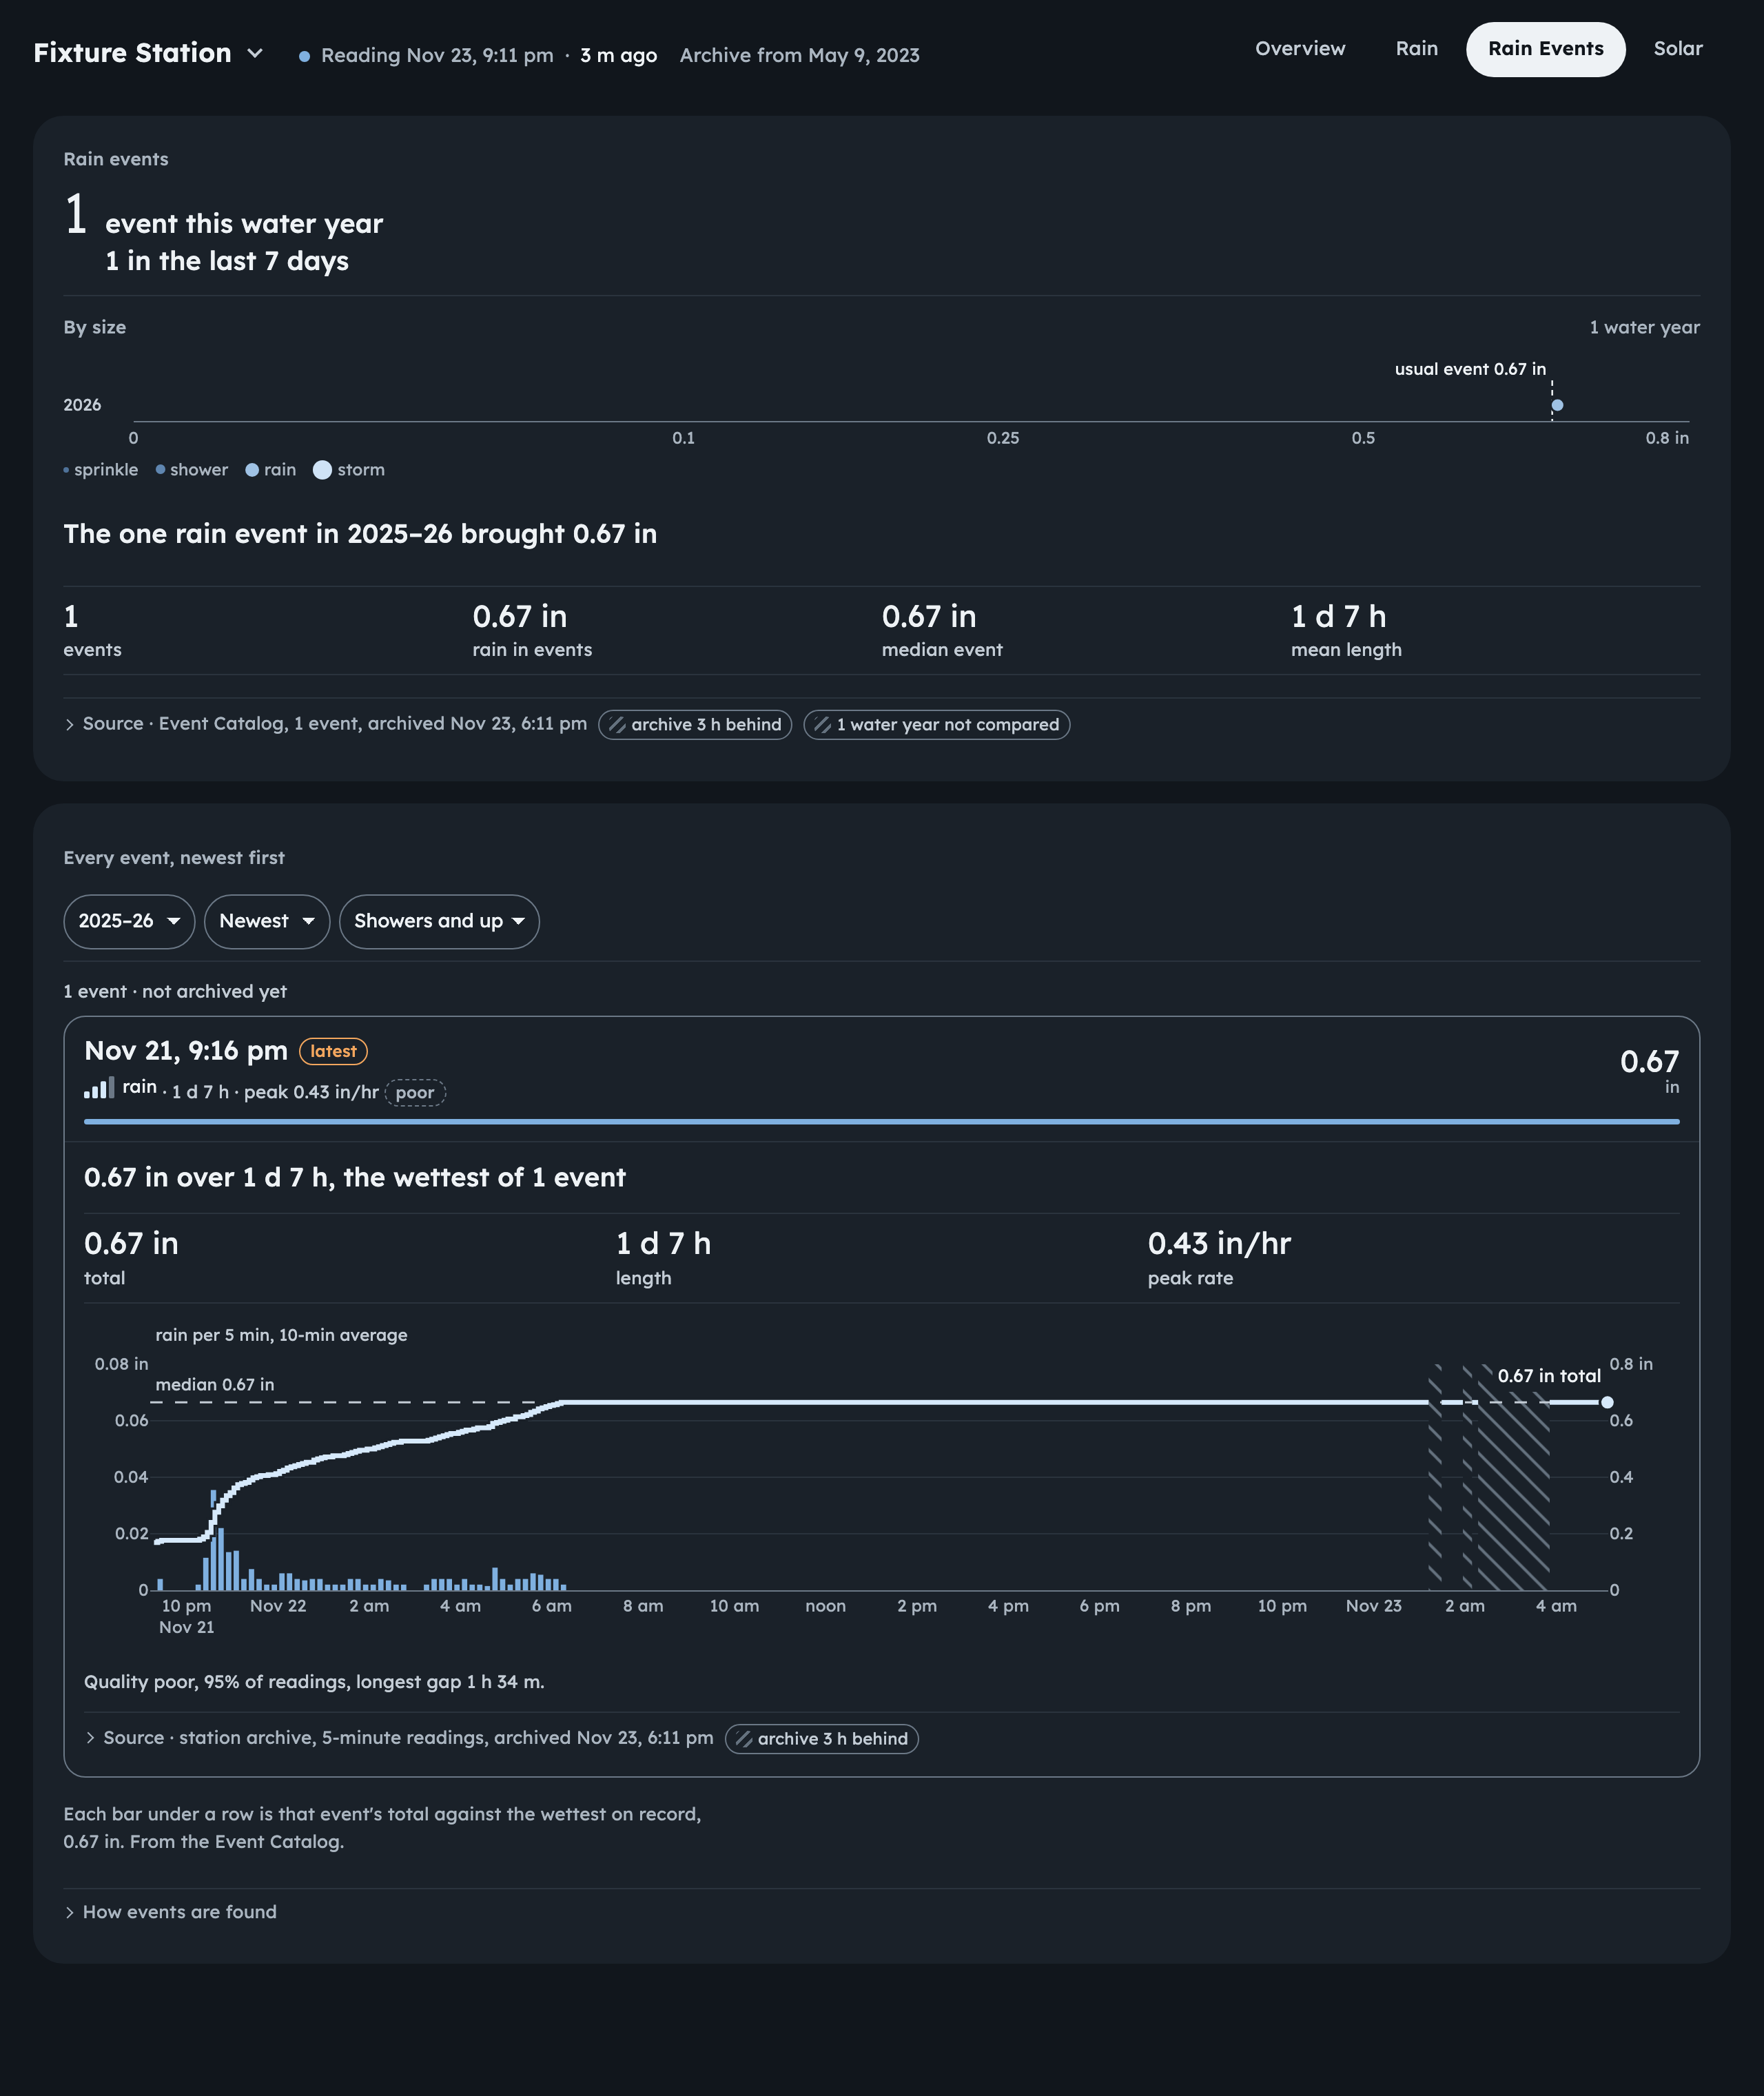 Fixture Station
Reading Nov 23, 9:11 pm · 3 m ago Archive from May 9, 2023
Overview Rain Rain Events Solar
Rain events
1 event this water year
1 in the last 7 days
By size 1 water year
usual event 0.67 in
2026
0 0.1 0.25 0.5 0.8 in
sprinkle shower rain storm
The one rain event in 2025–26 brought 0.67 in
1 0.67 in 0.67 in 1 d 7 h
events rain in events median event mean length
Source · Event Catalog, 1 event, archived Nov 23, 6:11 pm archive 3 h behind 1 water year not compared
Every event, newest first
2025–26 Newest Showers and up
1 event · not archived yet
Nov 21, 9:16 pm latest
0.67
in
rain · 1 d 7 h · peak 0.43 in/hr poor
0.67 in over 1 d 7 h, the wettest of 1 event
0.67 in 1 d 7 h 0.43 in/hr
total length peak rate
rain per 5 min, 10-min average
0.08 in 0.8 in
median 0.67 in 0.67 in total
0.06 0.6
0.04 0.4
0.02 0.2
0 0
10 pm Nov 22 2 am 4 am 6 am 8 am 10 am noon 2 pm 4 pm 6 pm 8 pm 10 pm Nov 23 2 am 4 am
Nov 21
Quality poor, 95% of readings, longest gap 1 h 34 m.
Source · station archive, 5-minute readings, archived Nov 23, 6:11 pm archive 3 h behind
Each bar under a row is that event's total against the wettest on record,
0.67 in. From the Event Catalog.
How events are found